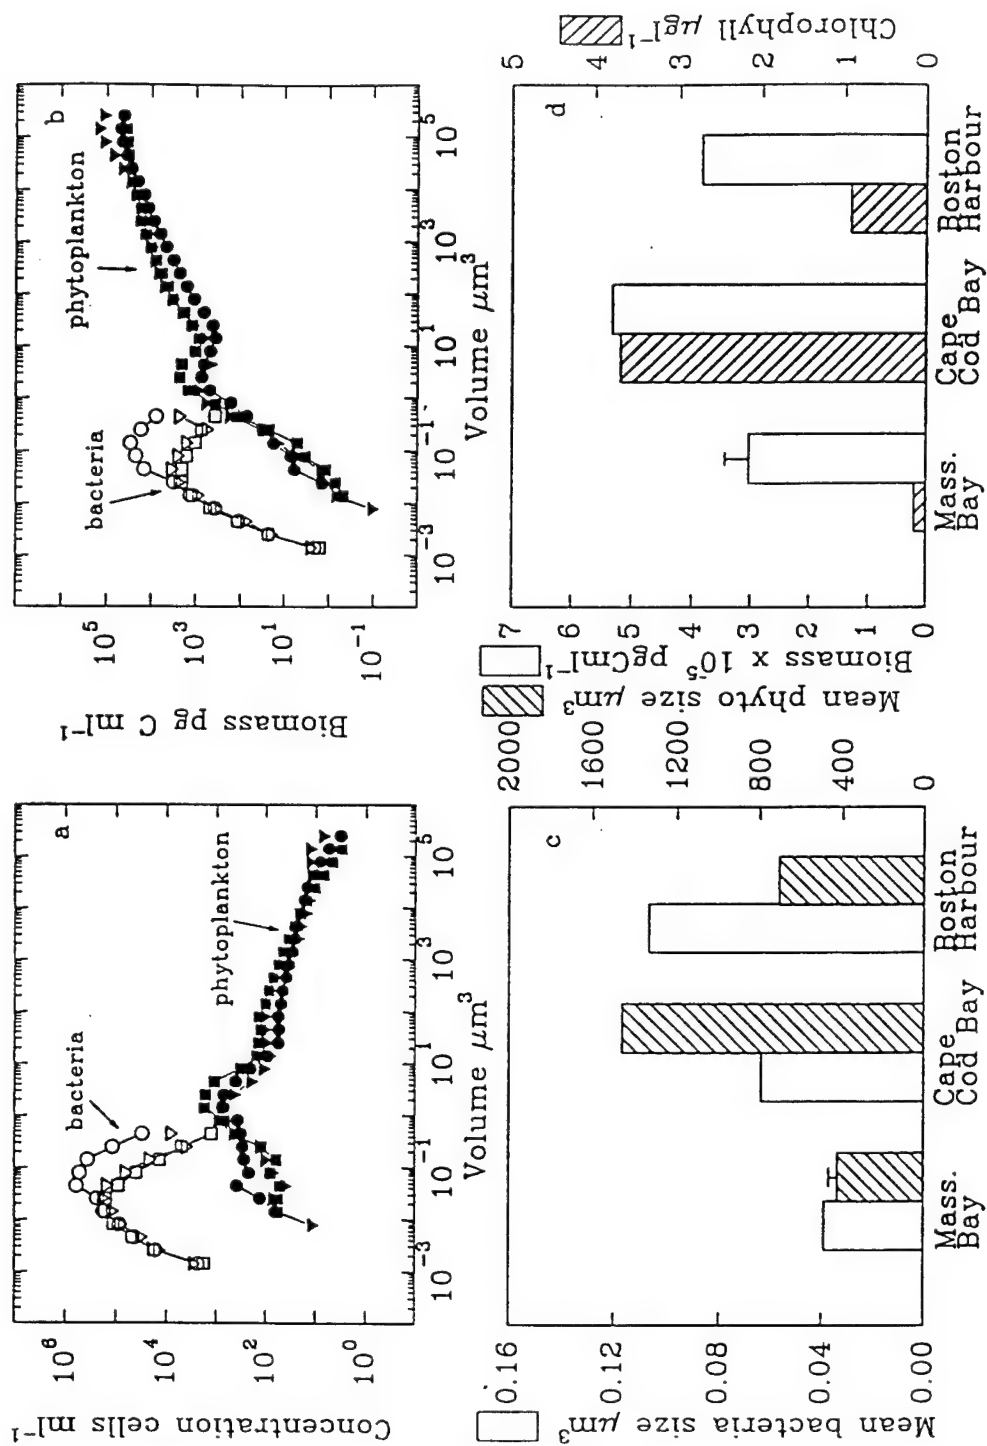 a
Concentration cells ml⁻¹
10⁶
10⁴
10²
10⁰
bacteria
phytoplankton
10⁻³
10⁻¹
10¹
10³
10⁵
Volume μm³
b
Biomass pg C ml⁻¹
10⁵
10³
10¹
10⁻¹
bacteria
phytoplankton
10⁻³
10⁻¹
10¹
10³
10⁵
Volume μm³
c
Mean bacteria size μm³
0.16
0.12
0.08
0.04
0.00
Mass.
Bay
Cape
Cod Bay
Boston
Harbour
2000
1600
1200
800
400
0
Mean phyto size μm³
d
Biomass x 10⁻⁵ pgCml⁻¹
7
6
5
4
3
2
1
0
Mass.
Bay
Cape
Cod Bay
Boston
Harbour
5
4
3
2
1
0
Chlorophyll μgl⁻¹